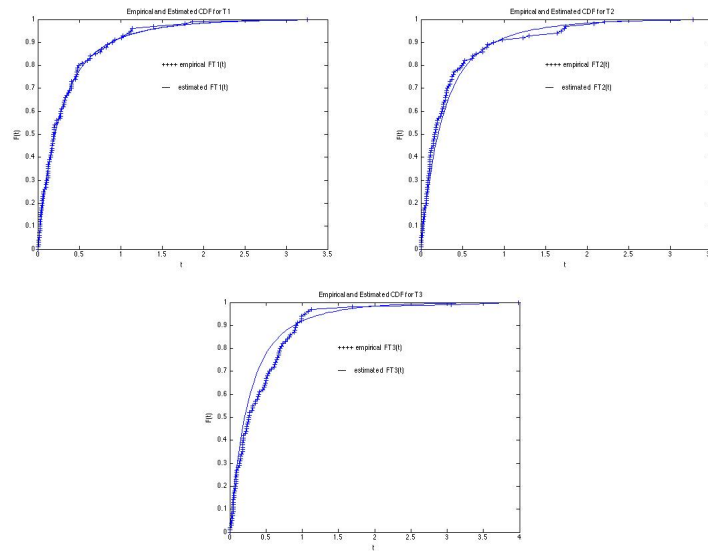 Empirical and Estimated CDF for T1
1
0.9
0.8
0.7
0.6
0.5
0.4
0.3
0.2
0.1
0
F(t)
++++ empirical FT1(t)
— estimated FT1(t)
0 0.5 1 1.5 2 2.5 3 3.5
t
Empirical and Estimated CDF for T2
1
0.9
0.8
0.7
0.6
0.5
0.4
0.3
0.2
0.1
0
F(t)
++++ empirical FT2(t)
— estimated FT2(t)
0 0.5 1 1.5 2 2.5 3 3.5
t
Empirical and Estimated CDF for T3
1
0.9
0.8
0.7
0.6
0.5
0.4
0.3
0.2
0.1
0
F(t)
++++ empirical FT3(t)
— estimated FT3(t)
0 0.5 1 1.5 2 2.5 3 3.5 4
t